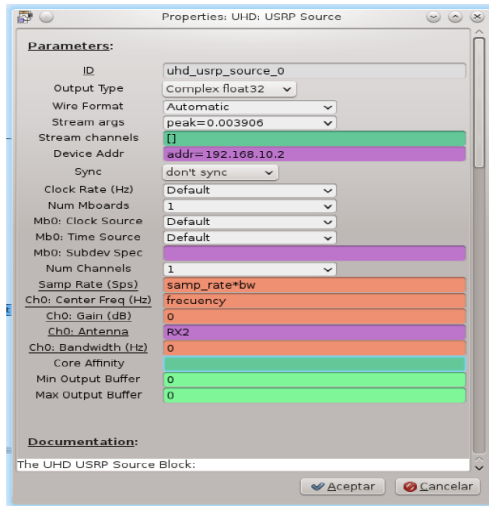 Properties: UHD: USRP Source
Parameters:
ID uhd_usrp_source_0
Output Type Complex float32
Wire Format Automatic
Stream args peak=0.003906
Stream channels []
Device Addr addr=192.168.10.2
Sync don't sync
Clock Rate (Hz) Default
Num Mboards 1
Mb0: Clock Source Default
Mb0: Time Source Default
Mb0: Subdev Spec
Num Channels 1
Samp Rate (Sps) samp_rate*bw
Ch0: Center Freq (Hz) frecuency
Ch0: Gain (dB) 0
Ch0: Antenna RX2
Ch0: Bandwidth (Hz) 0
Core Affinity
Min Output Buffer 0
Max Output Buffer 0
Documentation:
The UHD USRP Source Block:
Aceptar Cancelar